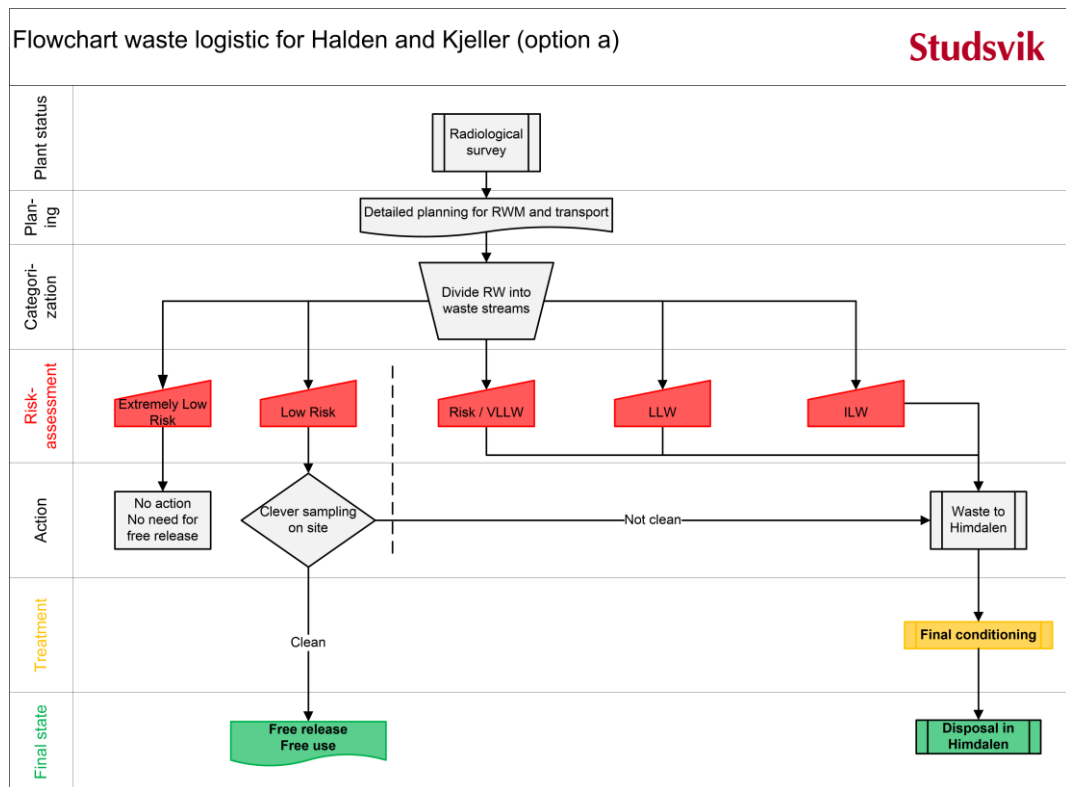 Flowchart waste logistic for Halden and Kjeller (option a)
Studsvik
Plant status
Radiological
survey
Plan-
ing
Detailed planning for RWM and transport
Categori-
zation
Divide RW into
waste streams
Risk-
assessment
Extremely Low
Risk
Low Risk
Risk / VLLW
LLW
ILW
Action
No action
No need for
free release
Clever sampling
on site
Not clean
Waste to
Himdalen
Treatment
Clean
Final conditioning
Final state
Free release
Free use
Disposal in
Himdalen